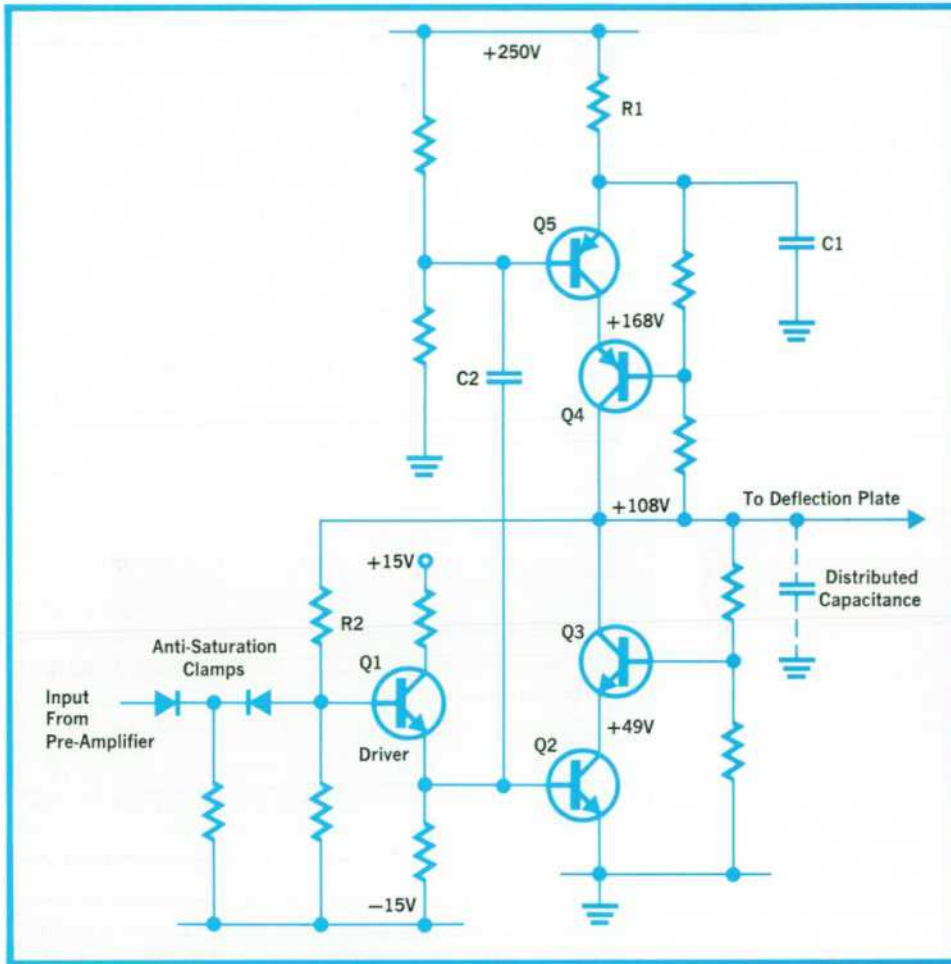 +250V
R1
Q5
C1
+168V
C2
Q4
To Deflection Plate
+108V
+15V
Distributed
Capacitance
R2
Q3
Anti-Saturation
Clamps
Q1
Input
From
Pre-Amplifier
+49V
Driver
Q2
−15V